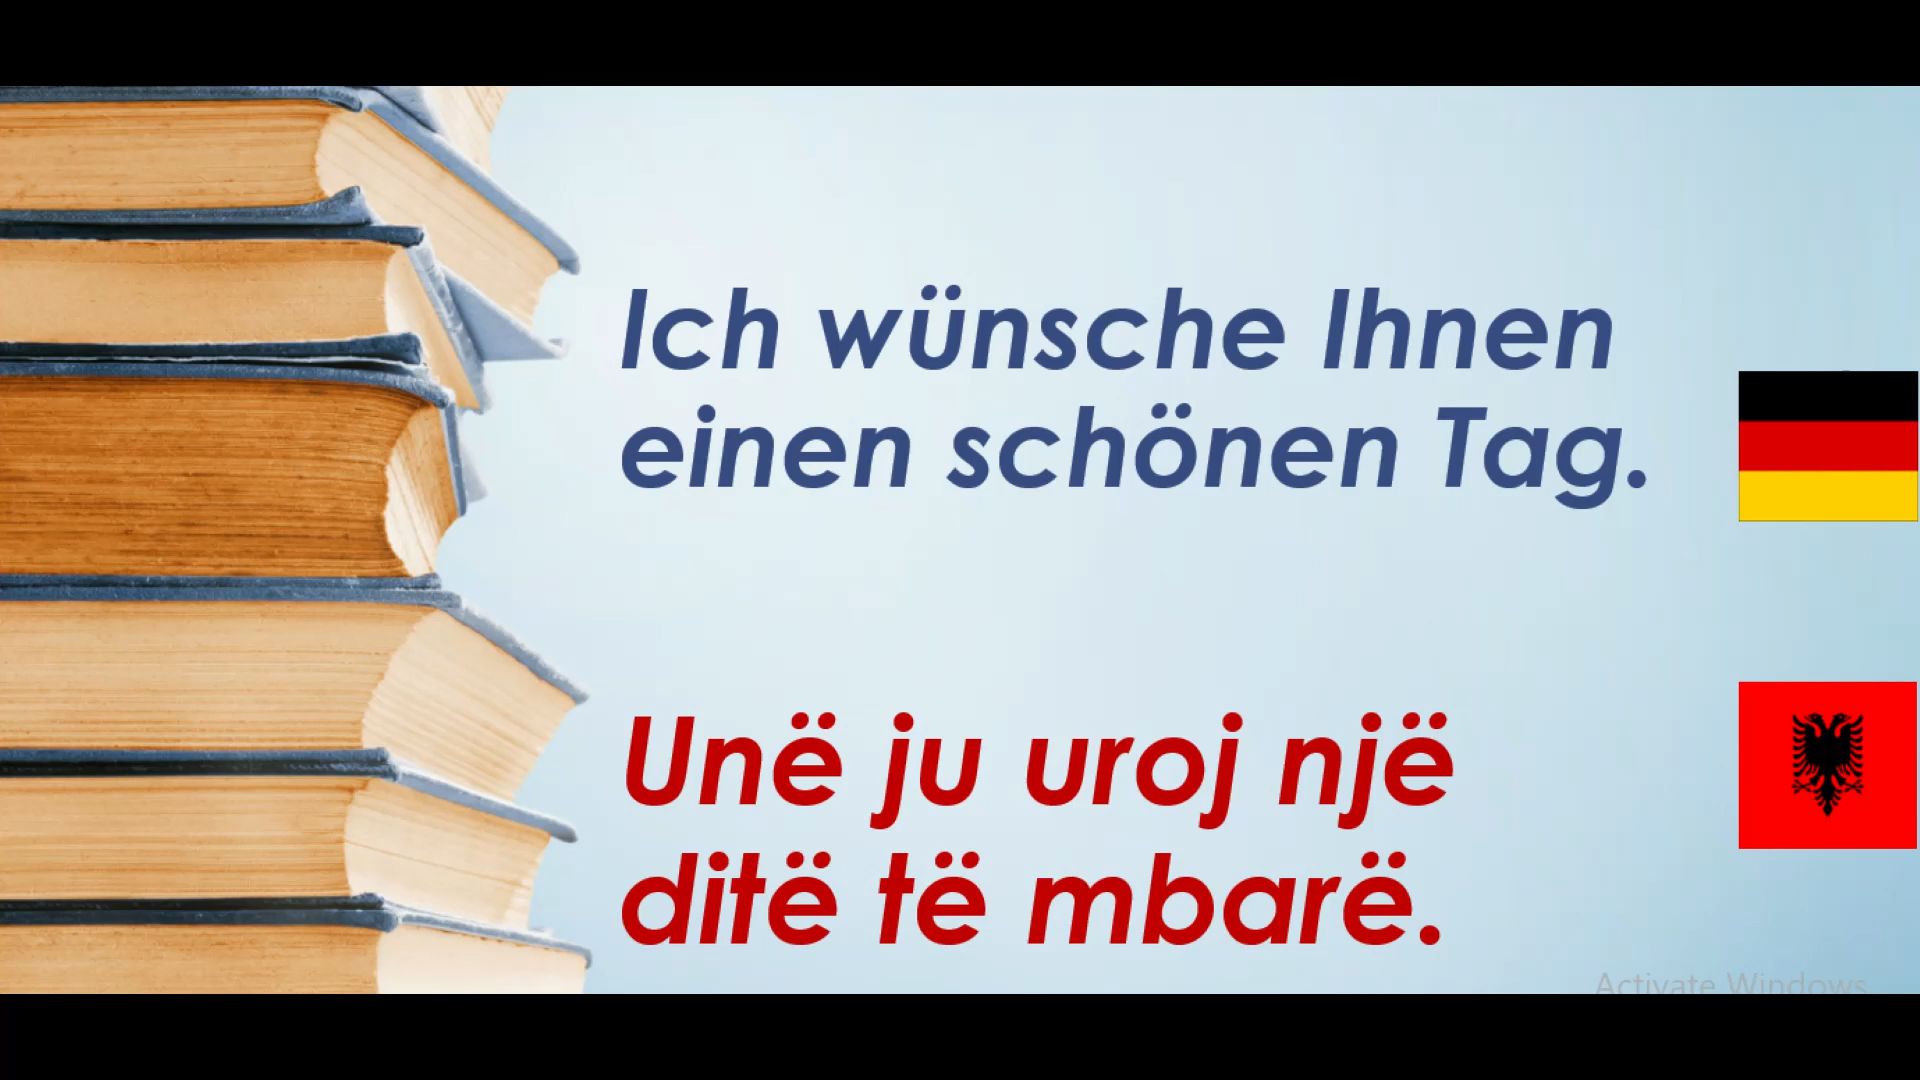 Ich wünsche Ihnen
einen schönen Tag.
Unë ju uroj një
ditë të mbarë.
Activate Windows